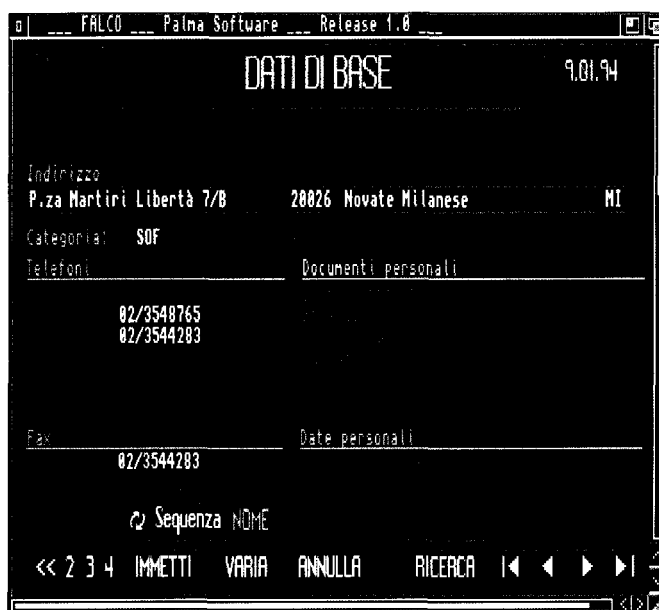 ___ FALCO ___ Palma Software ___ Release 1.0 ___
DATI DI BASE 9.01.94
Indirizzo
P.za Martiri Libertà 7/B 20026 Novate Milanese MI
Categoria: SOF
Telefoni Documenti personali
02/3548765
02/3544283
Fax Date personali
02/3544283
Sequenza NOME
<< 2 3 4 IMMETTI VARIA ANNULLA RICERCA